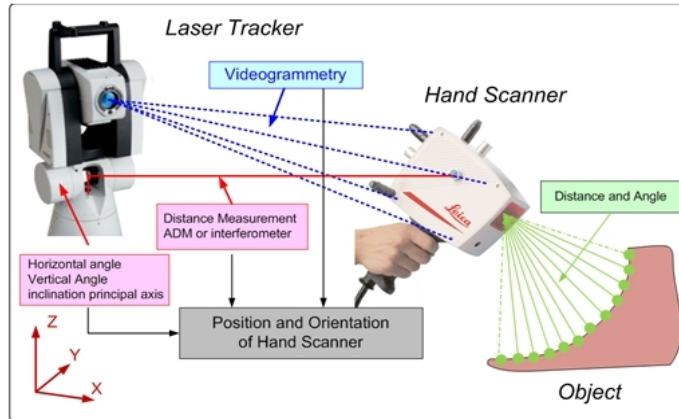 Laser Tracker
Videogrammetry
Hand Scanner
Distance and Angle
Leica
Distance Measurement
ADM or interferometer
Horizontal angle
Vertical Angle
inclination principal axis
Position and Orientation
of Hand Scanner
Z
Y
X
Object